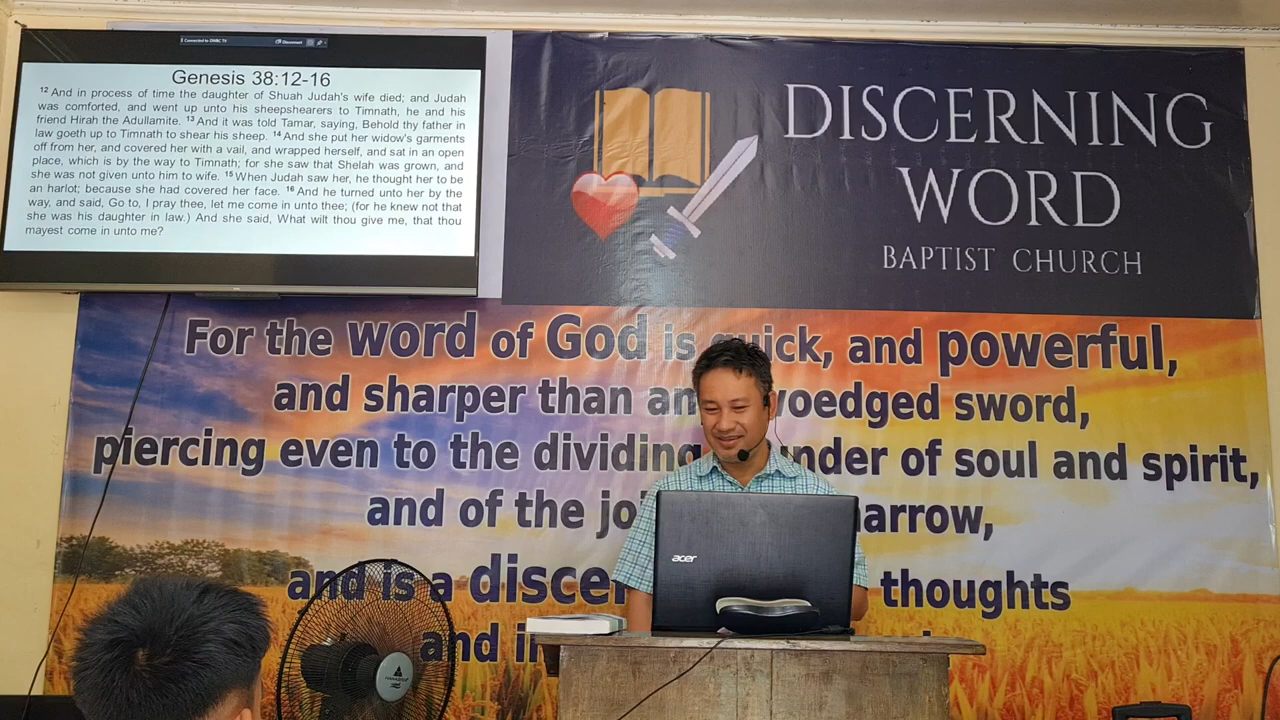 Connected to DWBC TV
Disconnect
Genesis 38:12-16
12 And in process of time the daughter of Shuah Judah's wife died; and Judah
was comforted, and went up unto his sheepshearers to Timnath, he and his
friend Hirah the Adullamite. 13 And it was told Tamar, saying, Behold thy father in
law goeth up to Timnath to shear his sheep. 14 And she put her widow's garments
off from her, and covered her with a vail, and wrapped herself, and sat in an open
place, which is by the way to Timnath; for she saw that Shelah was grown, and
she was not given unto him to wife. 15 When Judah saw her, he thought her to be
an harlot; because she had covered her face. 16 And he turned unto her by the
way, and said, Go to, I pray thee, let me come in unto thee; (for he knew not that
she was his daughter in law.) And she said, What wilt thou give me, that thou
mayest come in unto me?
DISCERNING
WORD
BAPTIST CHURCH
For the word of God is quick, and powerful,
and sharper than an voedged sword,
piercing even to the dividing nder of soul and spirit,
and of the joi arrow,
and is a discer thoughts
and in
acer
HANABISHI